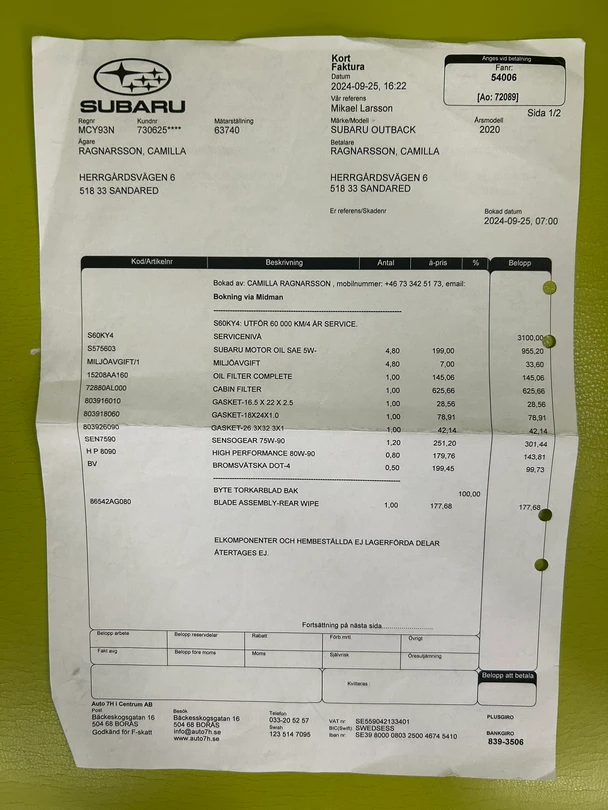 SUBARU
Kort
Faktura
Datum
2024-09-25, 16:22
Vår referens
Mikael Larsson
Anges vid betalning
Fanr:
54006
[Ao: 72089]
Sida 1/2
Regnr Kundnr Mätarställning Märke/Modell Årsmodell
MCY93N 730625**** 63740 SUBARU OUTBACK 2020
Ägare Betalare
RAGNARSSON, CAMILLA RAGNARSSON, CAMILLA
HERRGÅRDSVÄGEN 6 HERRGÅRDSVÄGEN 6
518 33 SANDARED 518 33 SANDARED
Er referens/Skadenr Bokad datum
2024-09-25, 07:00
Kod/Artikelnr Beskrivning Antal à-pris % Belopp
Bokad av: CAMILLA RAGNARSSON , mobilnummer: +46 73 342 51 73, email:
Bokning via Midman
S60KY4: UTFÖR 60 000 KM/4 ÅR SERVICE.
S60KY4 SERVICENIVÅ 3100,00
S575603 SUBARU MOTOR OIL SAE 5W- 4,80 199,00 955,20
MILJÖAVGIFT/1 MILJÖAVGIFT 4,80 7,00 33,60
15208AA160 OIL FILTER COMPLETE 1,00 145,06 145,06
72880AL000 CABIN FILTER 1,00 625,66 625,66
803916010 GASKET-16.5 X 22 X 2.5 1,00 28,56 28,56
803918060 GASKET-18X24X1.0 1,00 78,91 78,91
803926090 GASKET-26.3X32.3X1 1,00 42,14 42,14
SEN7590 SENSOGEAR 75W-90 1,20 251,20 301,44
H P 8090 HIGH PERFORMANCE 80W-90 0,80 179,76 143,81
BV BROMSVÄTSKA DOT-4 0,50 199,45 99,73
BYTE TORKARBLAD BAK 100,00
86542AG080 BLADE ASSEMBLY-REAR WIPE 1,00 177,68 177,68
ELKOMPONENTER OCH HEMBESTÄLLDA EJ LAGERFÖRDA DELAR
ÅTERTAGES EJ.
Fortsättning på nästa sida......................
Belopp arbete Belopp reservdelar Rabatt Förb.mrtl. Övrigt
Fakt.avg Belopp före moms Moms Självrisk Öresutjämning
Kvitteras : Belopp att betala
Auto 7H i Centrum AB
Post Besök Telefon
Bäckeskogsgatan 16 Bäckesskogsgatan 16 033-20 52 57 VAT nr: SE559042133401 PLUSGIRO
504 68 BORÅS 504 68 BORÅS Swish BIC(Swift) SWEDSESS
Godkänd för F-skatt info@auto7h.se 123 514 7095 Iban nr: SE39 8000 0803 2500 4674 5410 BANKGIRO
www.auto7h.se 839-3506